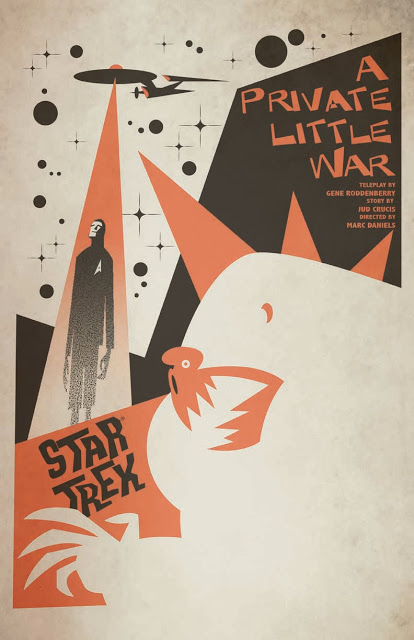 A
PRIVATE
LITTLE
WAR
TELEPLAY BY
GENE RODDENBERRY
STORY BY
JUD CRUCIS
DIRECTED BY
MARC DANIELS
STAR
TREK